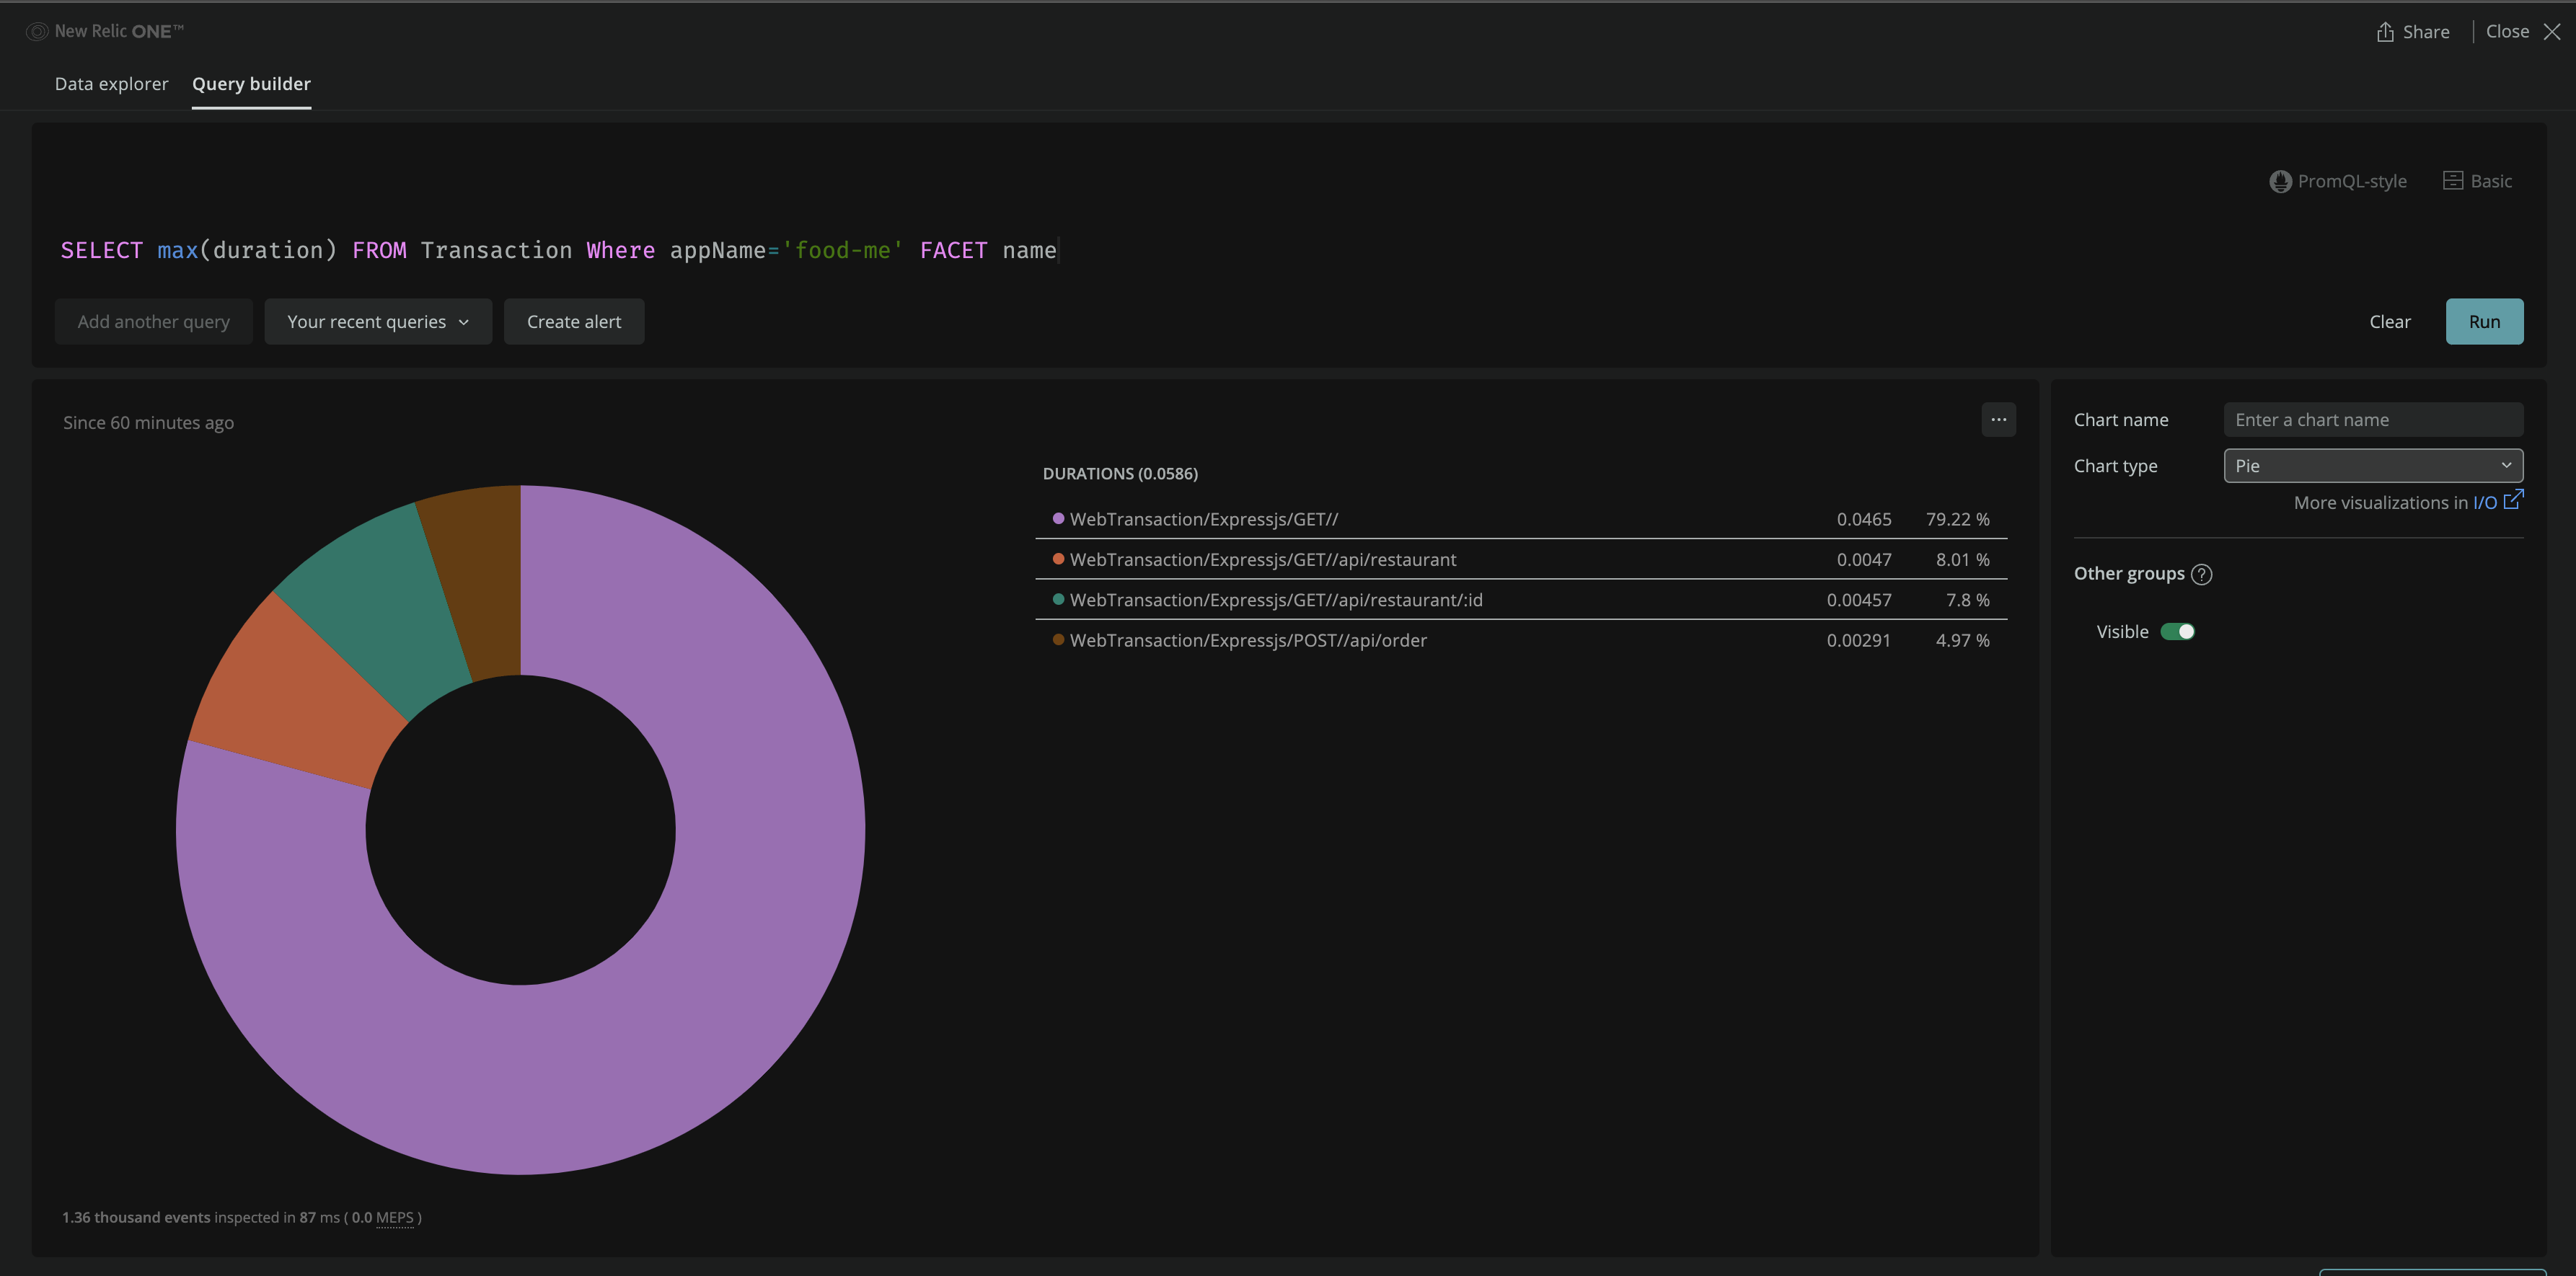 New Relic ONE™
Share
Close
Data explorer
Query builder
PromQL-style
Basic
SELECT max(duration) FROM Transaction Where appName='food-me' FACET name
Add another query
Your recent queries
Create alert
Clear
Run
Since 60 minutes ago
...
DURATIONS (0.0586)
WebTransaction/Expressjs/GET// 0.0465 79.22 %
WebTransaction/Expressjs/GET//api/restaurant 0.0047 8.01 %
WebTransaction/Expressjs/GET//api/restaurant/:id 0.00457 7.8 %
WebTransaction/Expressjs/POST//api/order 0.00291 4.97 %
1.36 thousand events inspected in 87 ms ( 0.0 MEPS )
Chart name
Enter a chart name
Chart type
Pie
More visualizations in I/O
Other groups ?
Visible